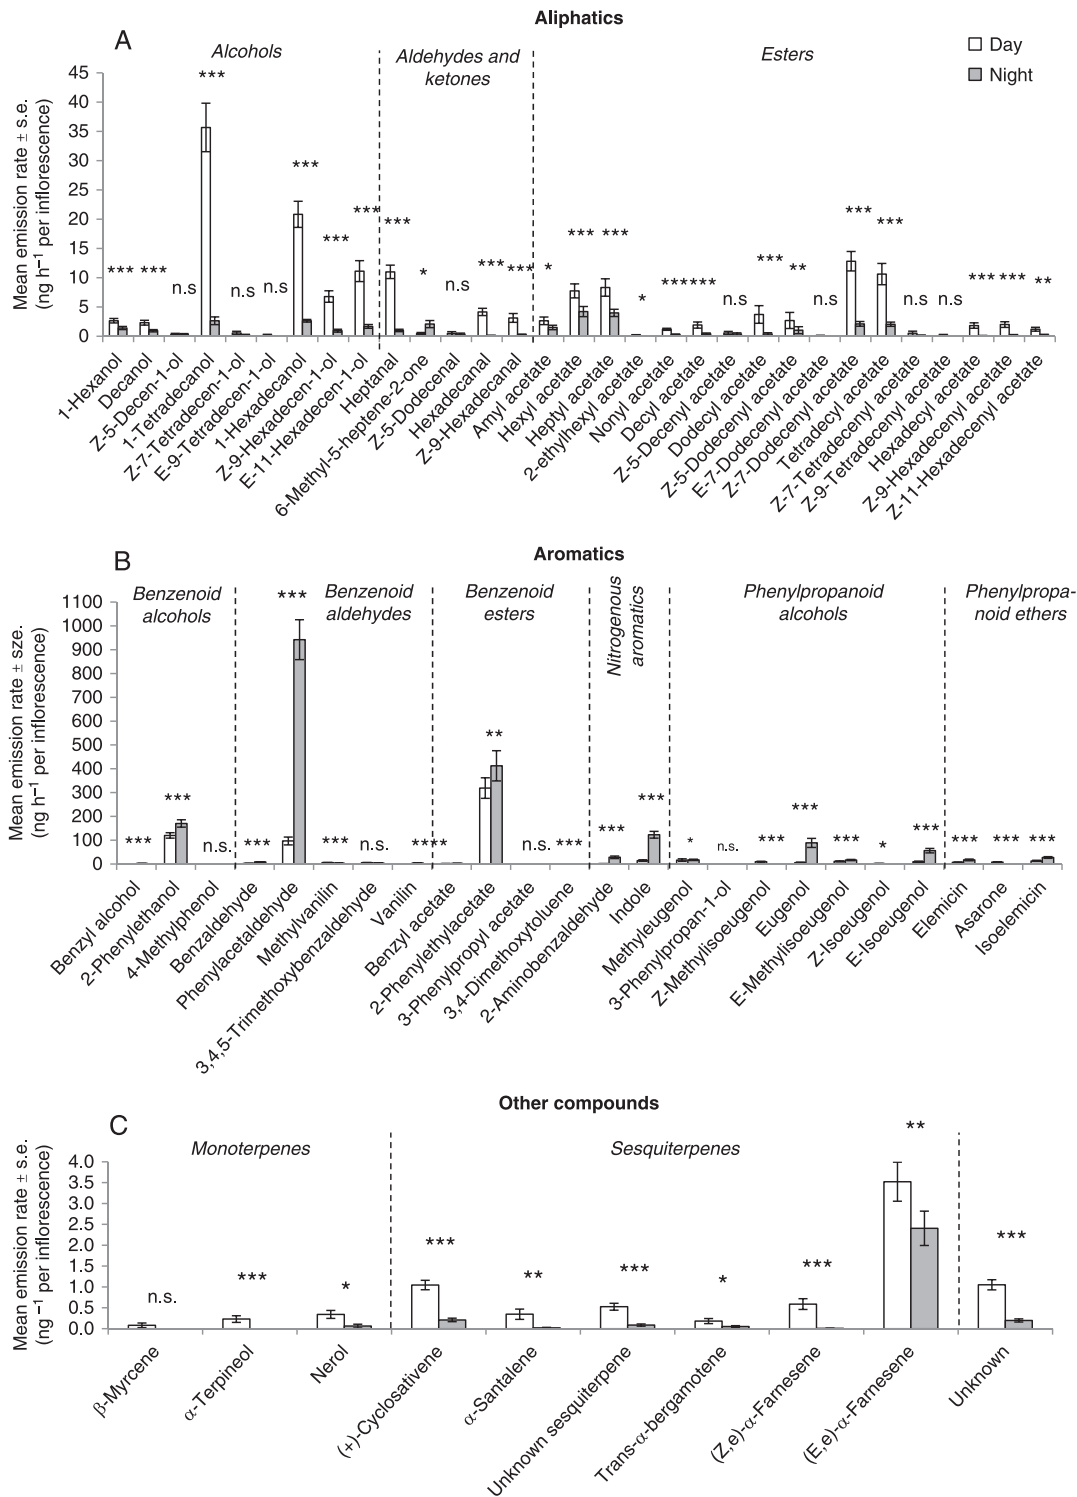 Aliphatics
A
Alcohols
Aldehydes and
ketones
Esters
Day
Night
Mean emission rate ± s.e.
(ng h⁻¹ per inflorescence)
45
40
35
30
25
20
15
10
5
0
***
***
n.s
***
n.s
n.s
***
***
***
***
*
n.s
***
***
*
***
***
*
***
***
n.s
***
**
n.s
***
***
n.s
n.s
***
***
**
1-Hexanol
Decanol
Z-5-Decen-1-ol
1-Tetradecanol
Z-7-Tetradecen-1-ol
E-9-Tetradecen-1-ol
1-Hexadecanol
Z-9-Hexadecen-1-ol
E-11-Hexadecen-1-ol
Heptanal
6-Methyl-5-heptene-2-one
Z-5-Dodecenal
Hexadecanal
Z-9-Hexadecenal
Amyl acetate
Hexyl acetate
Heptyl acetate
2-ethylhexyl acetate
Nonyl acetate
Decyl acetate
Z-5-Decenyl acetate
Dodecyl acetate
Z-5-Dodecenyl acetate
E-7-Dodecenyl acetate
Z-7-Dodecenyl acetate
Tetradecyl acetate
Z-7-Tetradecenyl acetate
Z-9-Tetradecenyl acetate
Hexadecyl acetate
Z-9-Hexadecenyl acetate
Z-11-Hexadecenyl acetate
Aromatics
B
Benzenoid
alcohols
Benzenoid
aldehydes
Benzenoid
esters
Nitrogenous
aromatics
Phenylpropanoid
alcohols
Phenylpropa-
noid ethers
Mean emission rate ± sze.
(ng h⁻¹ per inflorescence)
1100
1000
900
800
700
600
500
400
300
200
100
0
***
***
n.s.
***
***
***
n.s.
*****
**
n.s.
***
***
***
*
n.s.
***
***
***
*
***
***
***
***
Benzyl alcohol
2-Phenylethanol
4-Methylphenol
Benzaldehyde
Phenylacetaldehyde
Methylvanilin
3,4,5-Trimethoxybenzaldehyde
Vanilin
Benzyl acetate
2-Phenethylacetate
3-Phenylpropyl acetate
3,4-Dimethoxytoluene
2-Aminobenzaldehyde
Indole
Methyleugenol
3-Phenylpropan-1-ol
Z-Methylisoeugenol
Eugenol
E-Methylisoeugenol
Z-Isoeugenol
E-Isoeugenol
Elemicin
Asarone
Isoelemicin
Other compounds
C
Monoterpenes
Sesquiterpenes
Mean emission rate ± s.e.
(ng⁻¹ per inflorescence)
4.0
3.5
3.0
2.5
2.0
1.5
1.0
0.5
0.0
n.s.
***
*
***
**
***
*
***
**
***
β-Myrcene
α-Terpineol
Nerol
(+)-Cyclosativene
α-Santalene
Unknown sesquiterpene
Trans-α-bergamotene
(Z,e)-α-Farnesene
(E,e)-α-Farnesene
Unknown